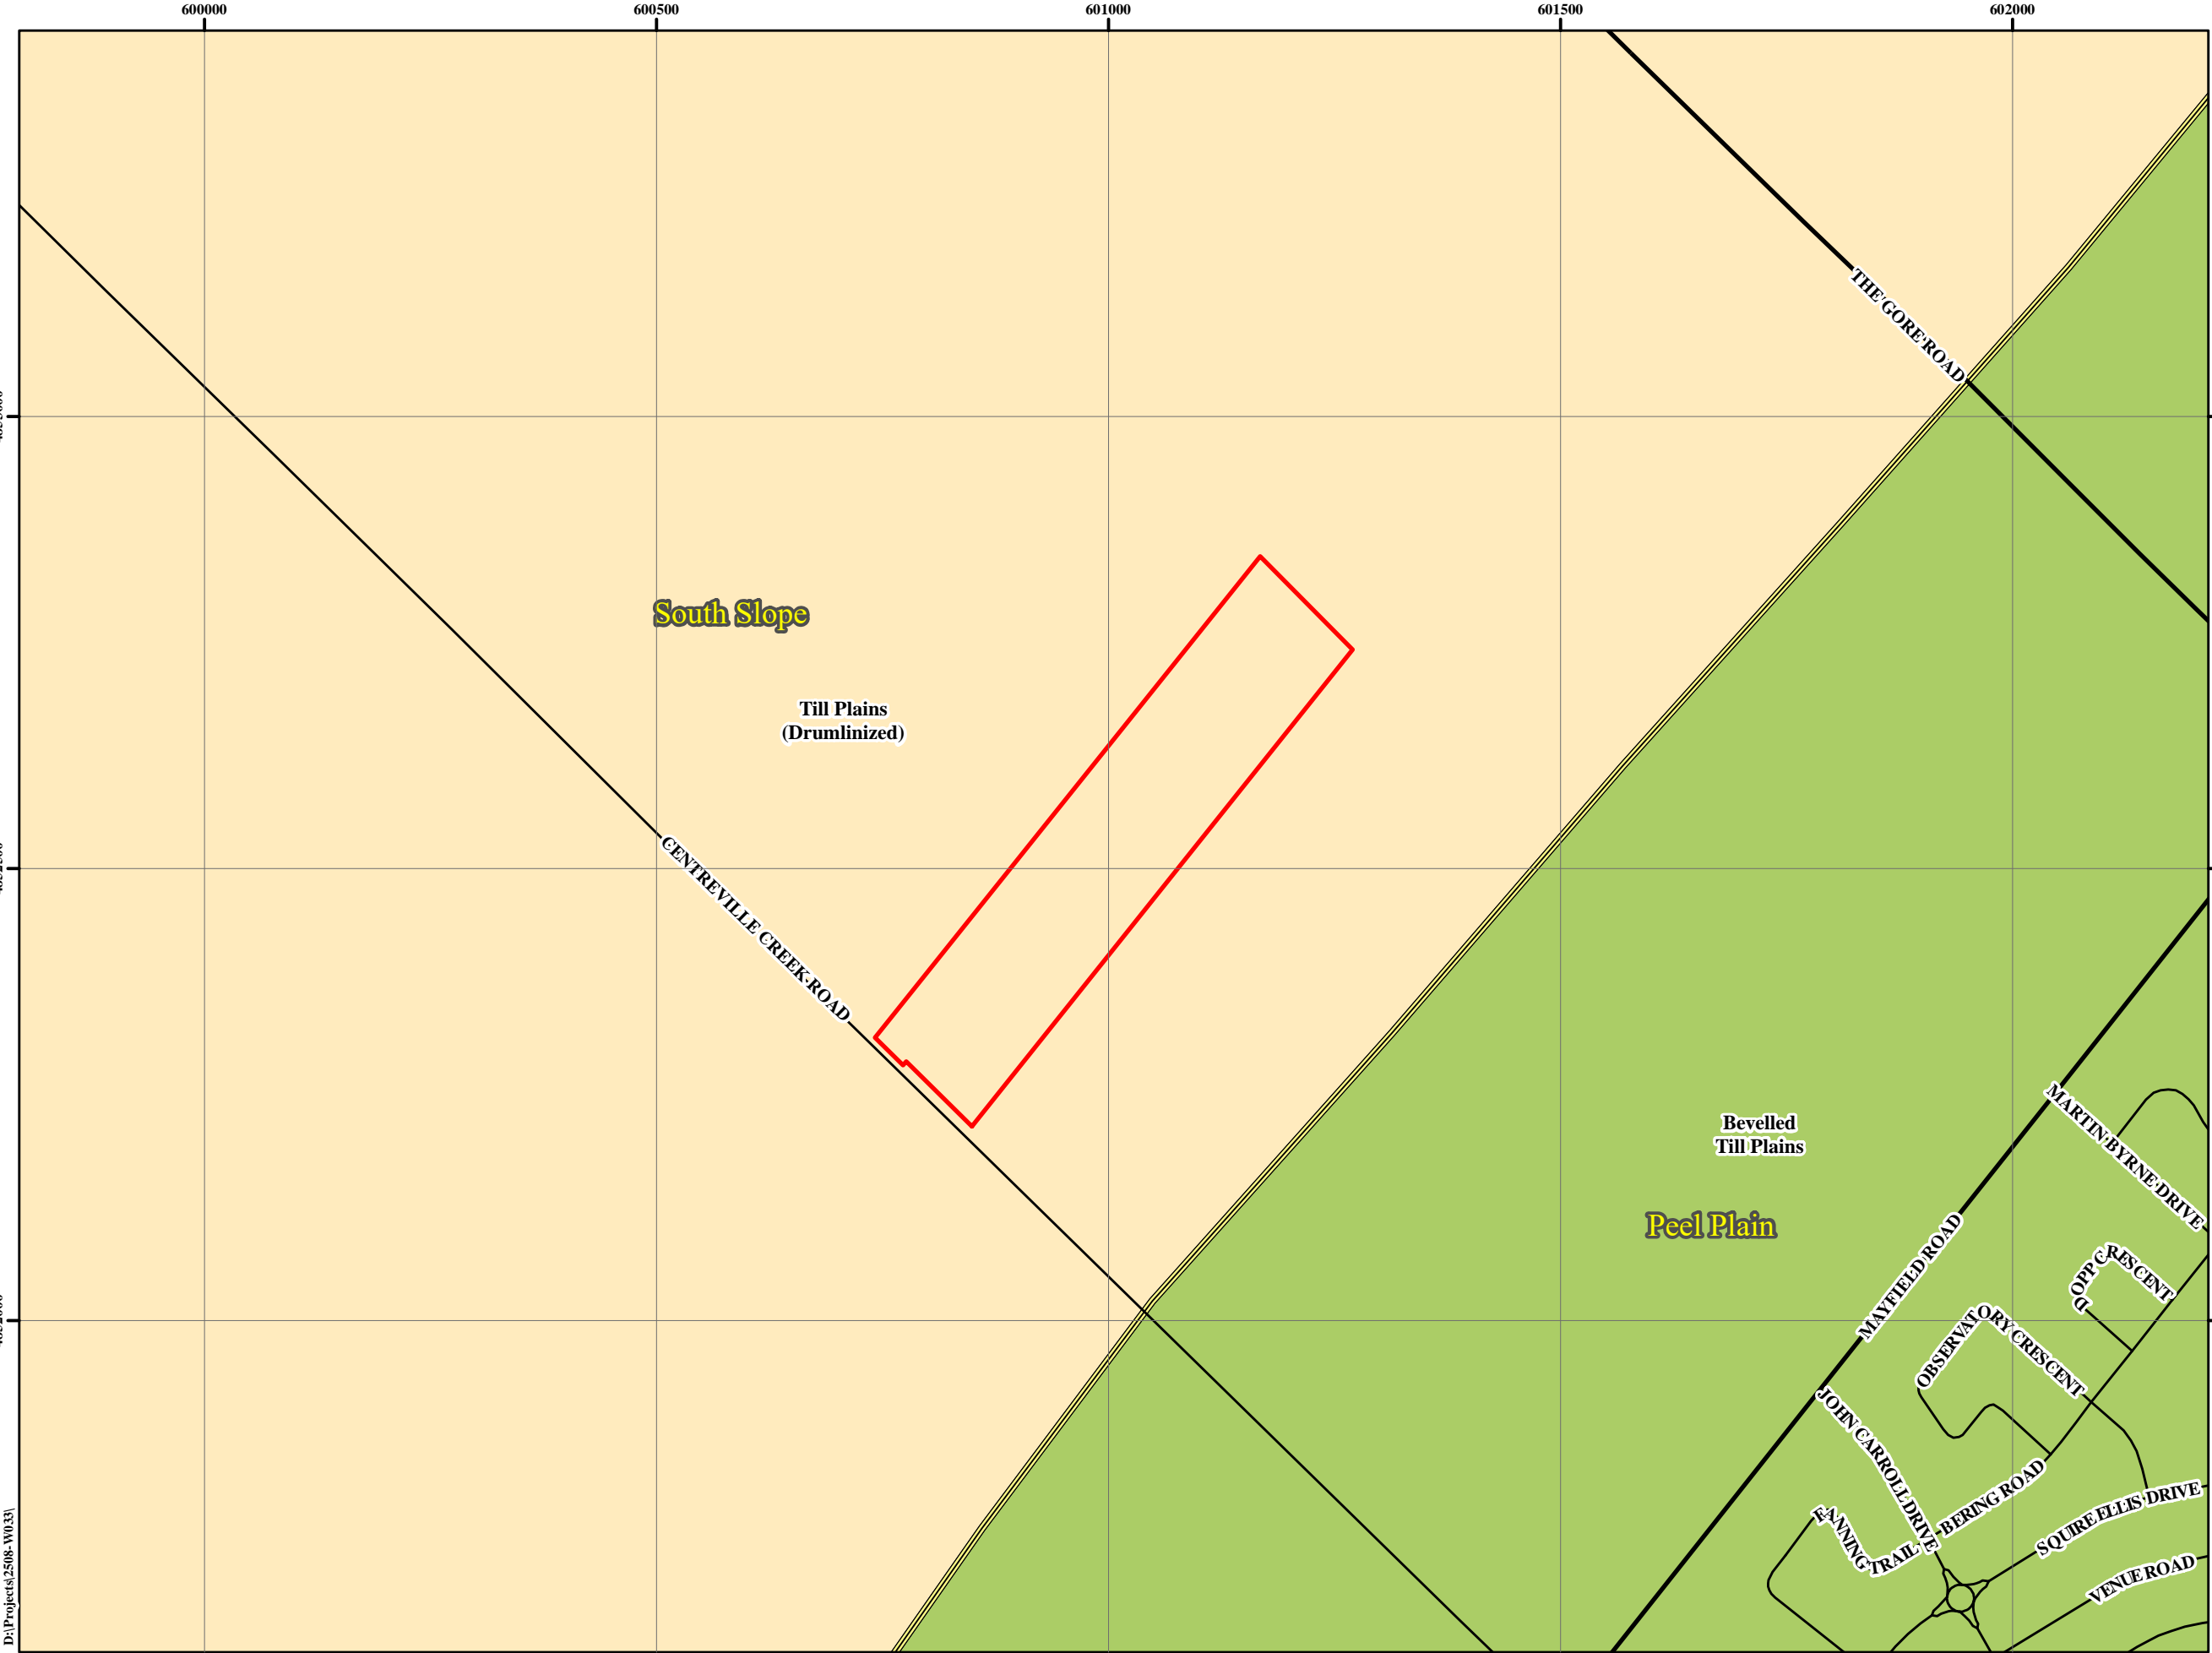 600000 600500 601000 601500 602000
THE GORE ROAD
South Slope
Till Plains
(Drumlinized)
CENTREVILLE CREEK ROAD
MARTIN BYRNE DRIVE
Bevelled
Till Plains
Peel Plain
MAYFIELD ROAD
DOPP CRESCENT
OBSERVATORY CRESCENT
JOHN CARROLL DRIVE
BERING ROAD
FANNING TRAIL
SQUIRE ELLIS DRIVE
VENUE ROAD
D:\Projects\2508-W033\